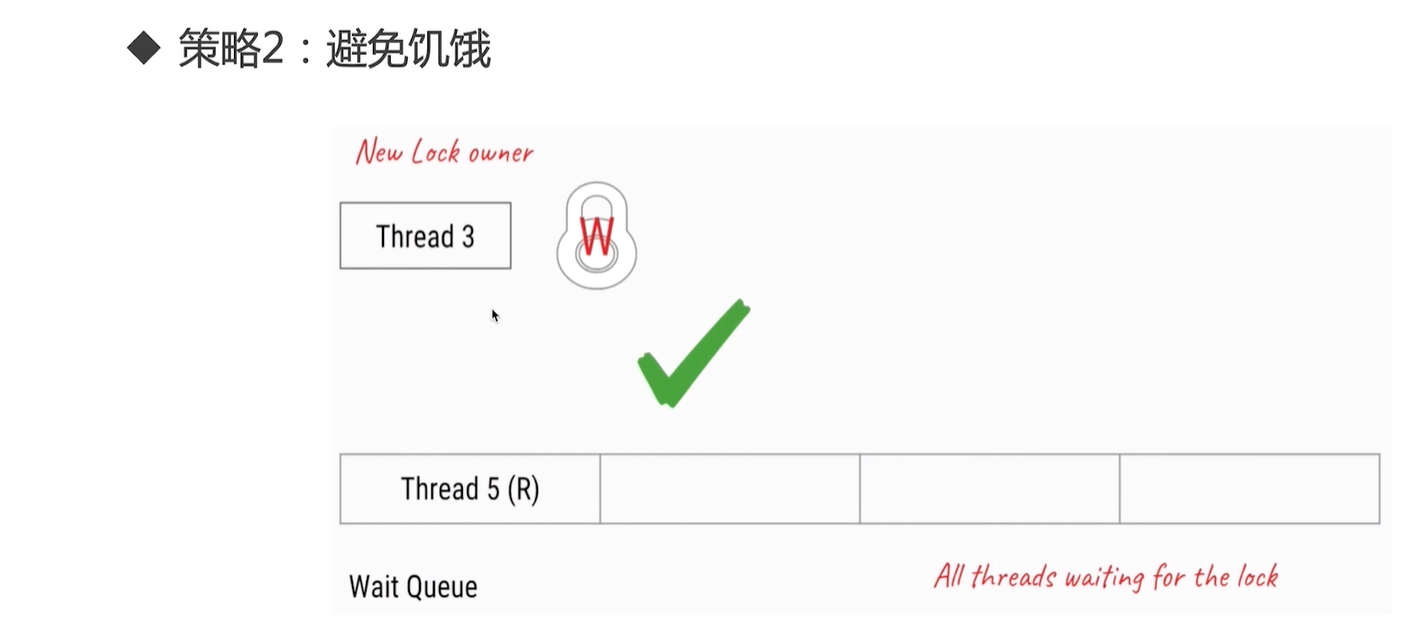 ◆ 策略2：避免饥饿
New Lock owner
Thread 3
W
Thread 5 (R)
Wait Queue
All threads waiting for the lock